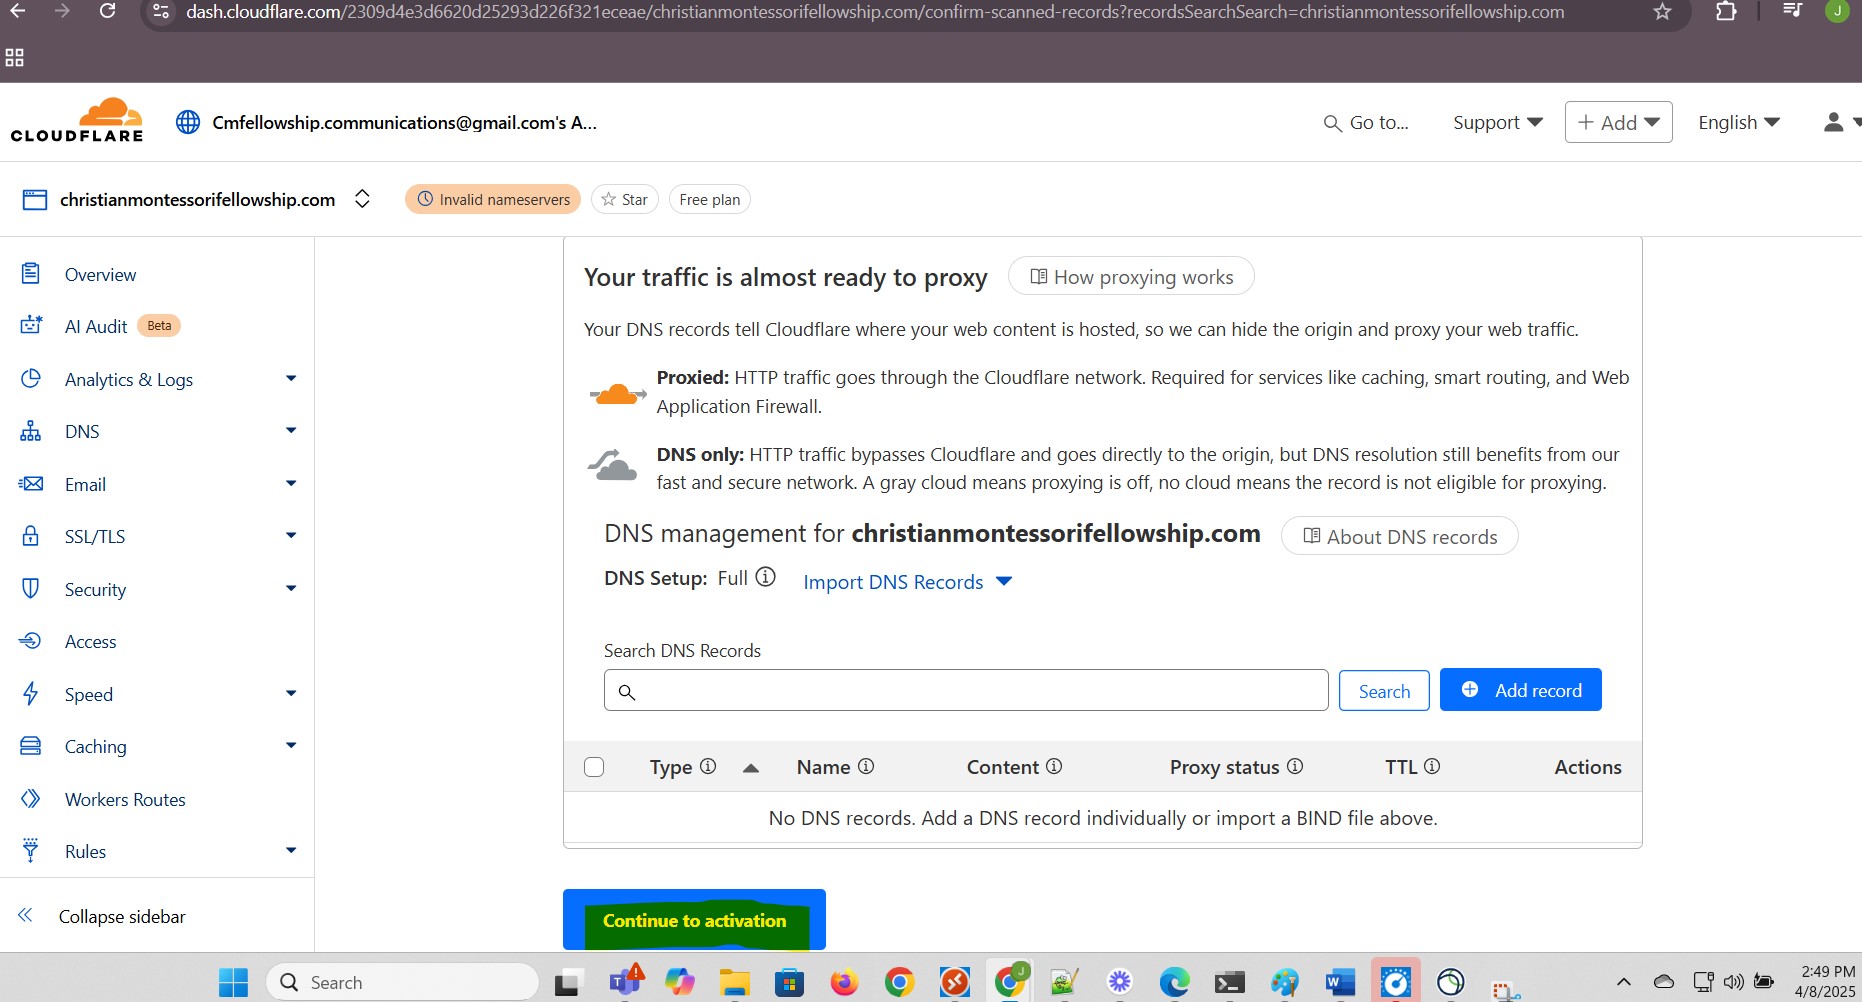 dash.cloudflare.com/2309d4e3d6620d25293d226f321eceae/christianmontessorifellowship.com/confirm-scanned-records?recordsSearchSearch=christianmontessorifellowship.com
J
CLOUDFLARE
Cmfellowship.communications@gmail.com's A...
Go to...
Support
+ Add
English
christianmontessorifellowship.com
Invalid nameservers
Star
Free plan
Overview
AI Audit Beta
Analytics & Logs
DNS
Email
SSL/TLS
Security
Access
Speed
Caching
Workers Routes
Rules
Collapse sidebar
Your traffic is almost ready to proxy
How proxying works
Your DNS records tell Cloudflare where your web content is hosted, so we can hide the origin and proxy your web traffic.
Proxied: HTTP traffic goes through the Cloudflare network. Required for services like caching, smart routing, and Web
Application Firewall.
DNS only: HTTP traffic bypasses Cloudflare and goes directly to the origin, but DNS resolution still benefits from our
fast and secure network. A gray cloud means proxying is off, no cloud means the record is not eligible for proxying.
DNS management for christianmontessorifellowship.com
About DNS records
DNS Setup: Full
Import DNS Records
Search DNS Records
Search
Add record
Type Name Content Proxy status TTL Actions
No DNS records. Add a DNS record individually or import a BIND file above.
Continue to activation
Search
2:49 PM
4/8/2025